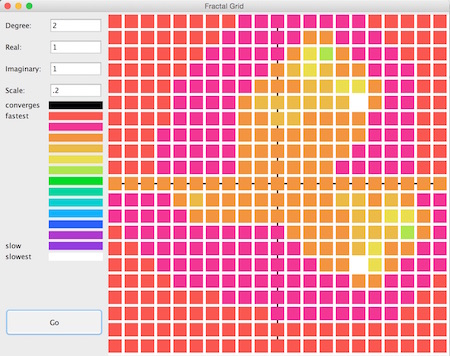 Fractal Grid
Degree: 2
Real: 1
Imaginary: 1
Scale: .2
converges
fastest
slow
slowest
Go